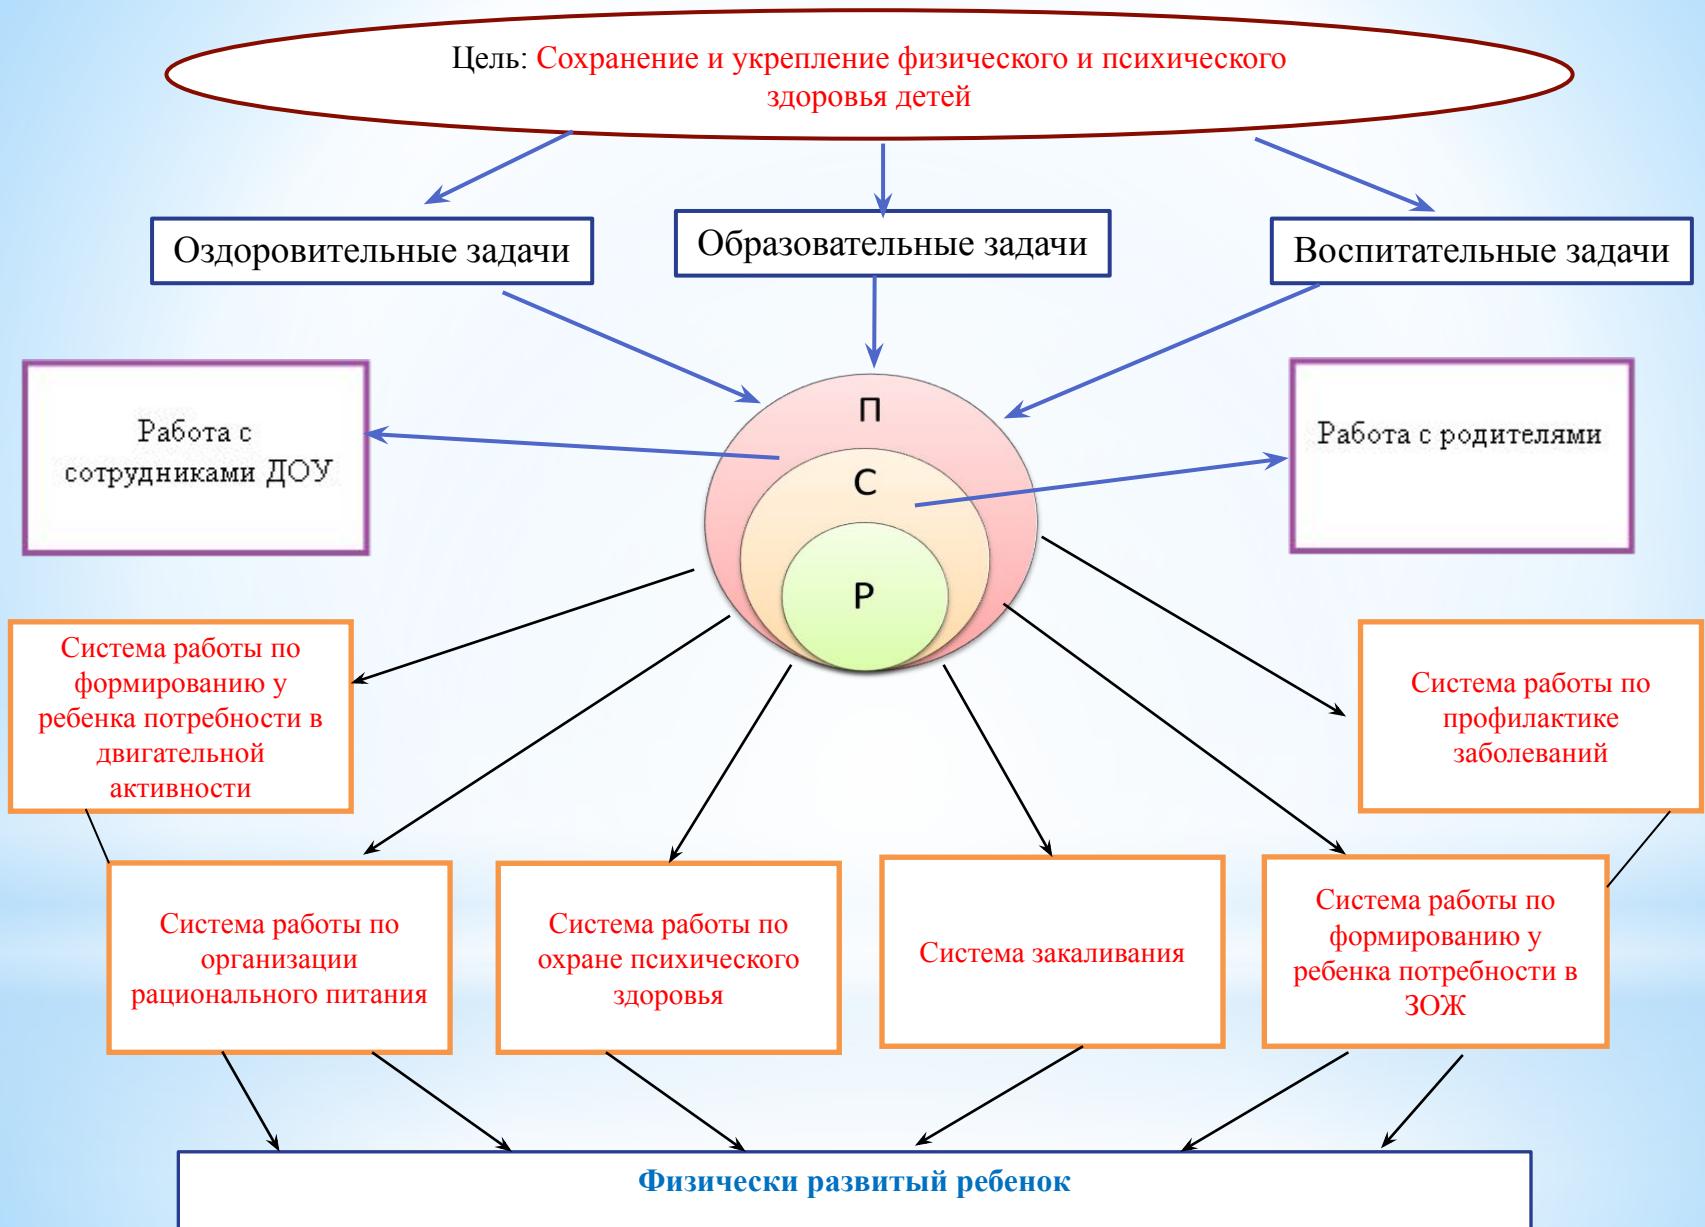 Цель: Сохранение и укрепление физического и психического
здоровья детей
Оздоровительные задачи
Образовательные задачи
Воспитательные задачи
Работа с
сотрудниками ДОУ
П
С
Р
Работа с родителями
Система работы по
формированию у
ребенка потребности в
двигательной
активности
Система работы по
профилактике
заболеваний
Система работы по
организации
рационального питания
Система работы по
охране психического
здоровья
Система закаливания
Система работы по
формированию у
ребенка потребности в
ЗОЖ
Физически развитый ребенок